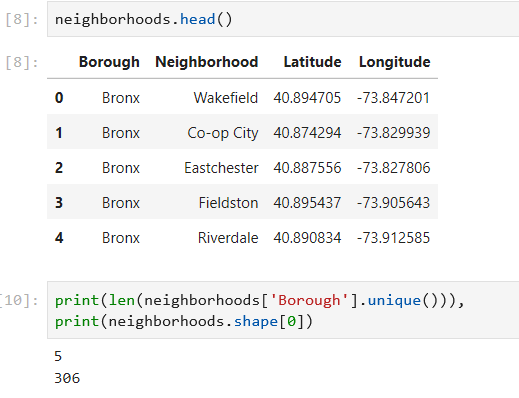 [8]: neighborhoods.head()
[8]: Borough Neighborhood Latitude Longitude
0 Bronx Wakefield 40.894705 -73.847201
1 Bronx Co-op City 40.874294 -73.829939
2 Bronx Eastchester 40.887556 -73.827806
3 Bronx Fieldston 40.895437 -73.905643
4 Bronx Riverdale 40.890834 -73.912585
[10]: print(len(neighborhoods['Borough'].unique())),
print(neighborhoods.shape[0])
5
306